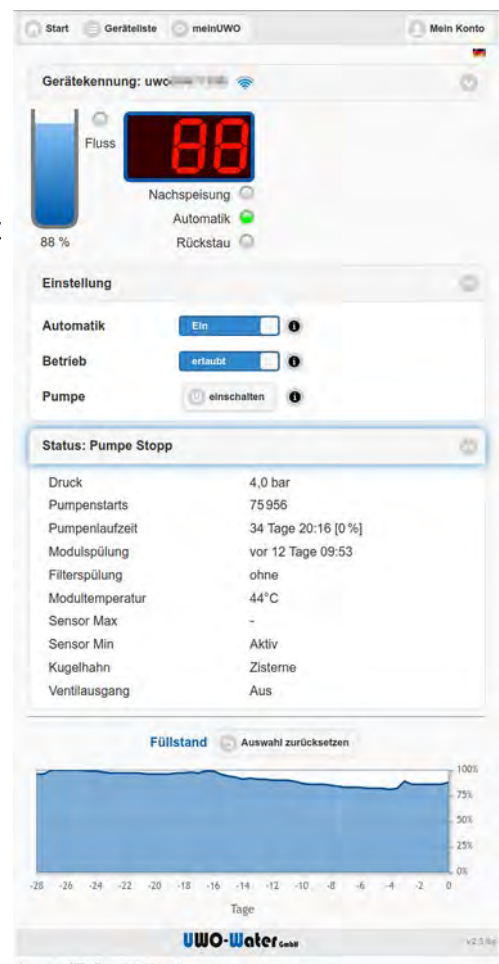 Start Geräteliste meinUWO Mein Konto
Gerätekennung: uwo
Fluss
88
Nachspeisung
Automatik
88 % Rückstau
Einstellung
Automatik Ein
Betrieb erlaubt
Pumpe einschalten
Status: Pumpe Stopp
Druck 4,0 bar
Pumpenstarts 75956
Pumpenlaufzeit 34 Tage 20:16 [0 %]
Modulspülung vor 12 Tage 09:53
Filterspülung ohne
Modultemperatur 44°C
Sensor Max -
Sensor Min Aktiv
Kugelhahn Zisterne
Ventilausgang Aus
Füllstand Auswahl zurücksetzen
100%
75%
50%
25%
0%
-28 -26 -24 -22 -20 -18 -16 -14 -12 -10 -8 -6 -4 -2 0
Tage
UWO-Water GmbH